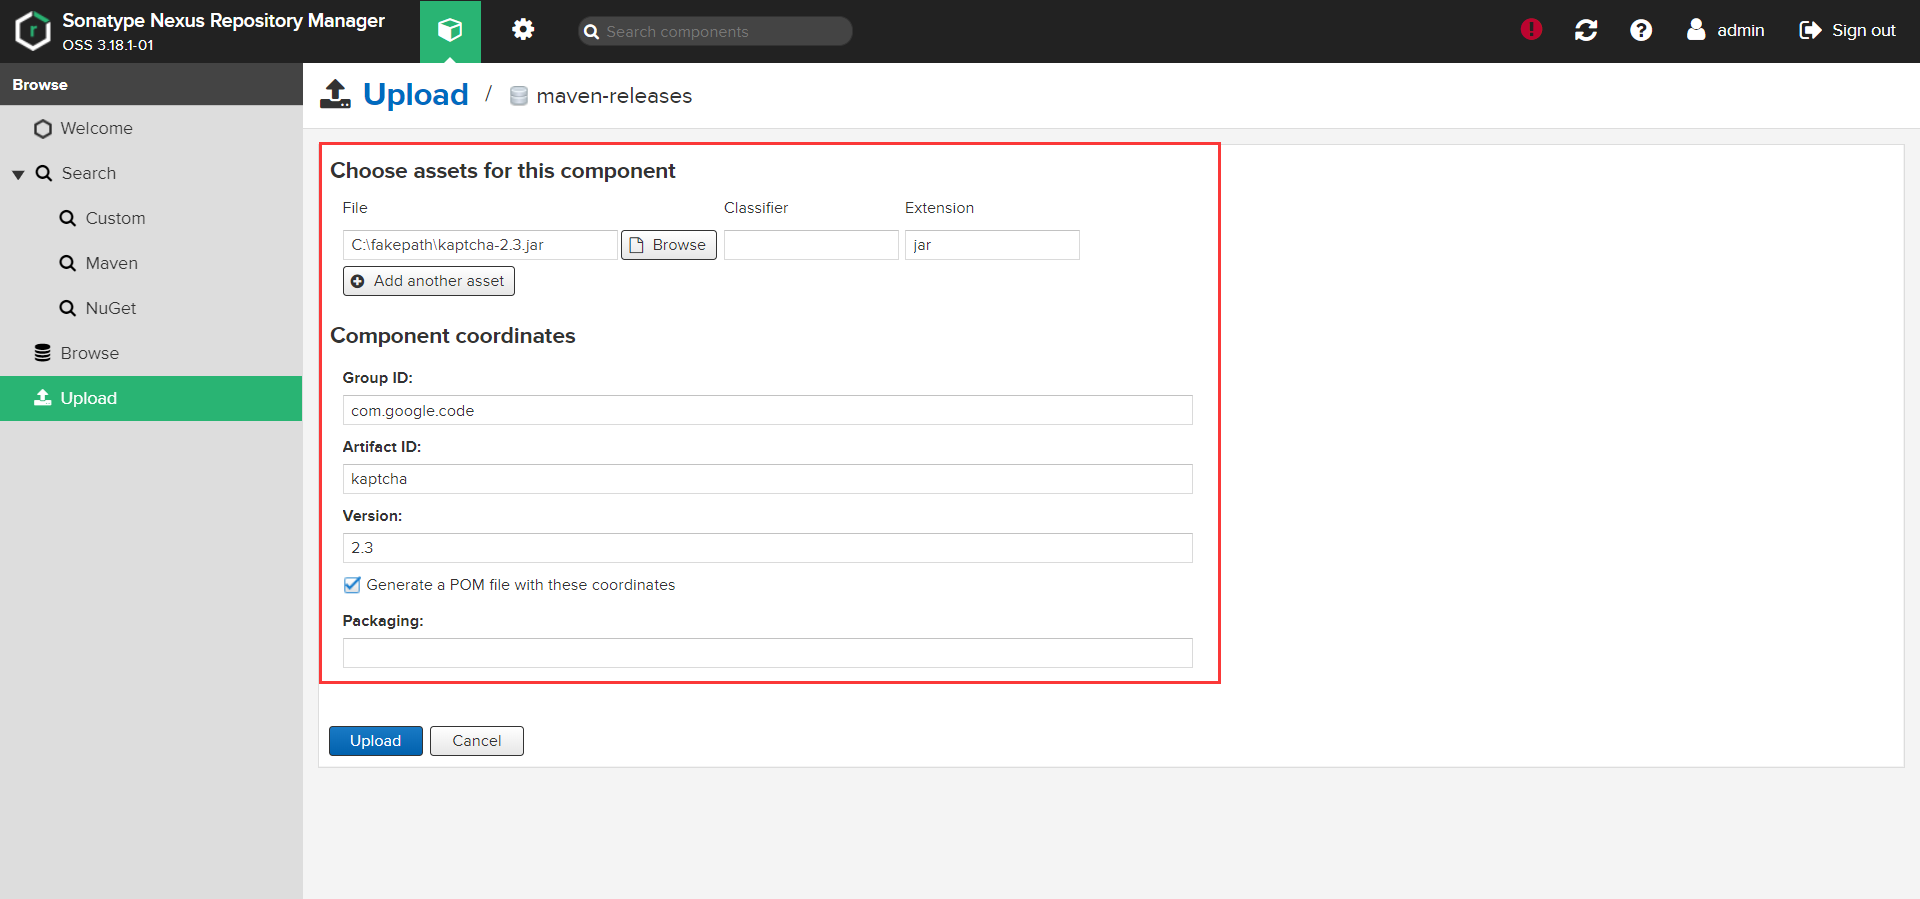 Sonatype Nexus Repository Manager
OSS 3.18.1-01
Search components
admin
Sign out
Browse
Welcome
Search
Custom
Maven
NuGet
Browse
Upload
Upload / maven-releases
Choose assets for this component
File Classifier Extension
C:\fakepath\kaptcha-2.3.jar Browse jar
Add another asset
Component coordinates
Group ID:
com.google.code
Artifact ID:
kaptcha
Version:
2.3
Generate a POM file with these coordinates
Packaging:
Upload Cancel